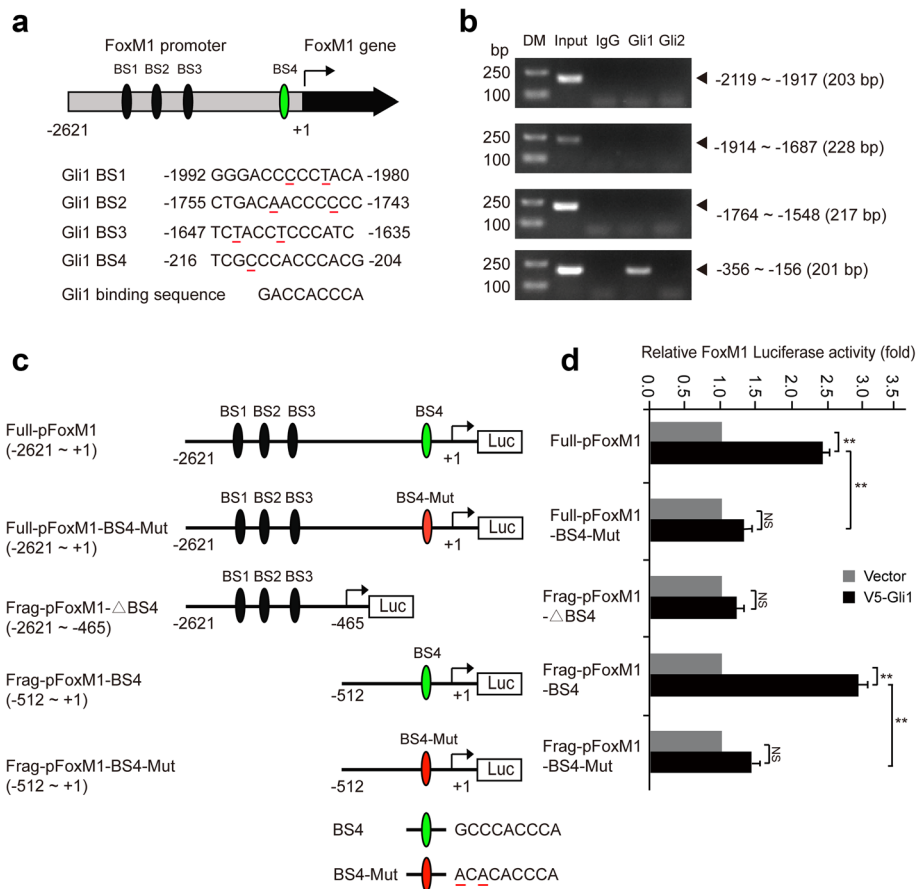 a
FoxM1 promoter
FoxM1 gene
BS1
BS2
BS3
BS4
-2621
+1
Gli1 BS1 -1992 GGGACCCCCCTACA -1980
Gli1 BS2 -1755 CTGACAACCCCCC -1743
Gli1 BS3 -1647 TCTACCTCCCATC -1635
Gli1 BS4 -216 TCGCCCACCCACG -204
Gli1 binding sequence GACCACCCA
b
bp
DM Input IgG Gli1 Gli2
250
100
-2119 ~ -1917 (203 bp)
250
100
-1914 ~ -1687 (228 bp)
250
100
-1764 ~ -1548 (217 bp)
250
100
-356 ~ -156 (201 bp)
c
Full-pFoxM1
(-2621 ~ +1)
BS1 BS2 BS3
BS4
-2621
+1
Luc
Full-pFoxM1-BS4-Mut
(-2621 ~ +1)
BS1 BS2 BS3
BS4-Mut
-2621
+1
Luc
Frag-pFoxM1-△BS4
(-2621 ~ -465)
BS1 BS2 BS3
-2621
-465
Luc
Frag-pFoxM1-BS4
(-512 ~ +1)
BS4
-512
+1
Luc
Frag-pFoxM1-BS4-Mut
(-512 ~ +1)
BS4-Mut
-512
+1
Luc
BS4 GCCCACCCA
BS4-Mut ACACACCCA
d
Relative FoxM1 Luciferase activity (fold)
0.0 0.5 1.0 1.5 2.0 2.5 3.0 3.5
Full-pFoxM1
**
**
Full-pFoxM1
-BS4-Mut
NS
Frag-pFoxM1
-△BS4
NS
Vector
V5-Gli1
Frag-pFoxM1
-BS4
**
**
Frag-pFoxM1
-BS4-Mut
NS